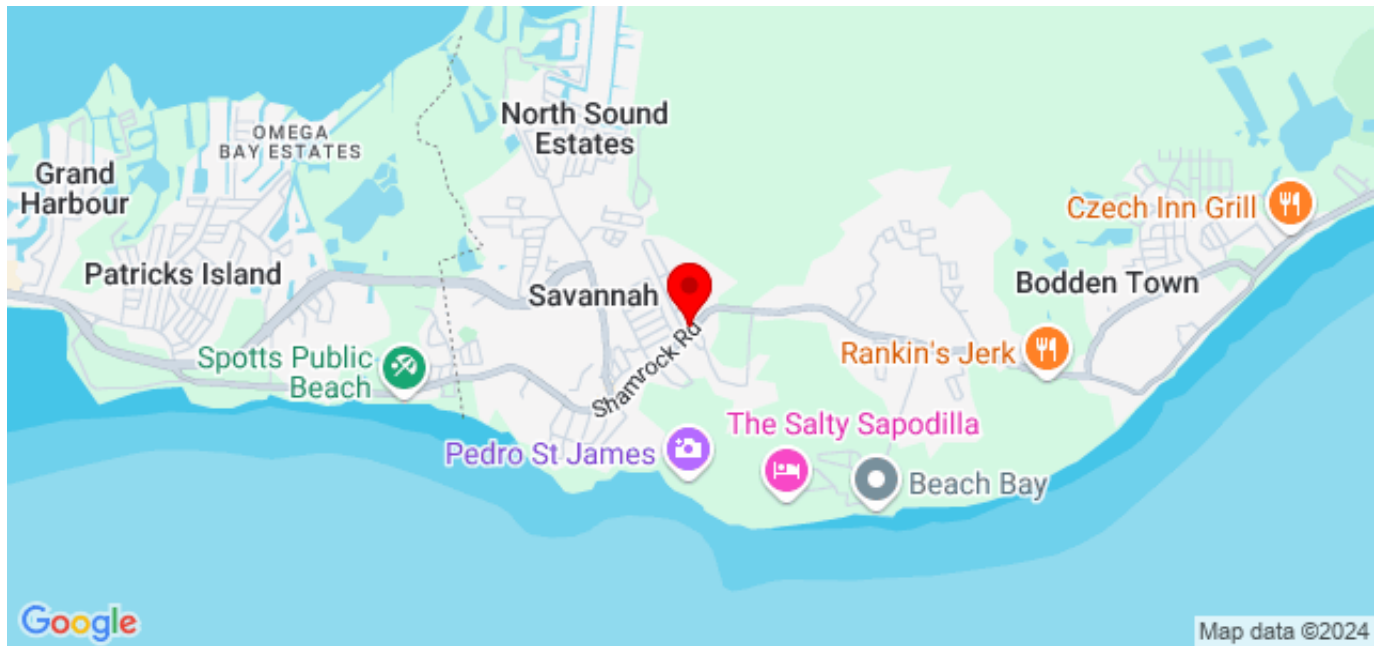 North Sound
Estates
OMEGA
BAY ESTATES
Grand
Harbour
Czech Inn Grill
Patricks Island
Savannah
Bodden Town
Shamrock Rd
Spotts Public
Beach
Rankin's Jerk
The Salty Sapodilla
Pedro St James
Beach Bay
Google
Map data ©2024